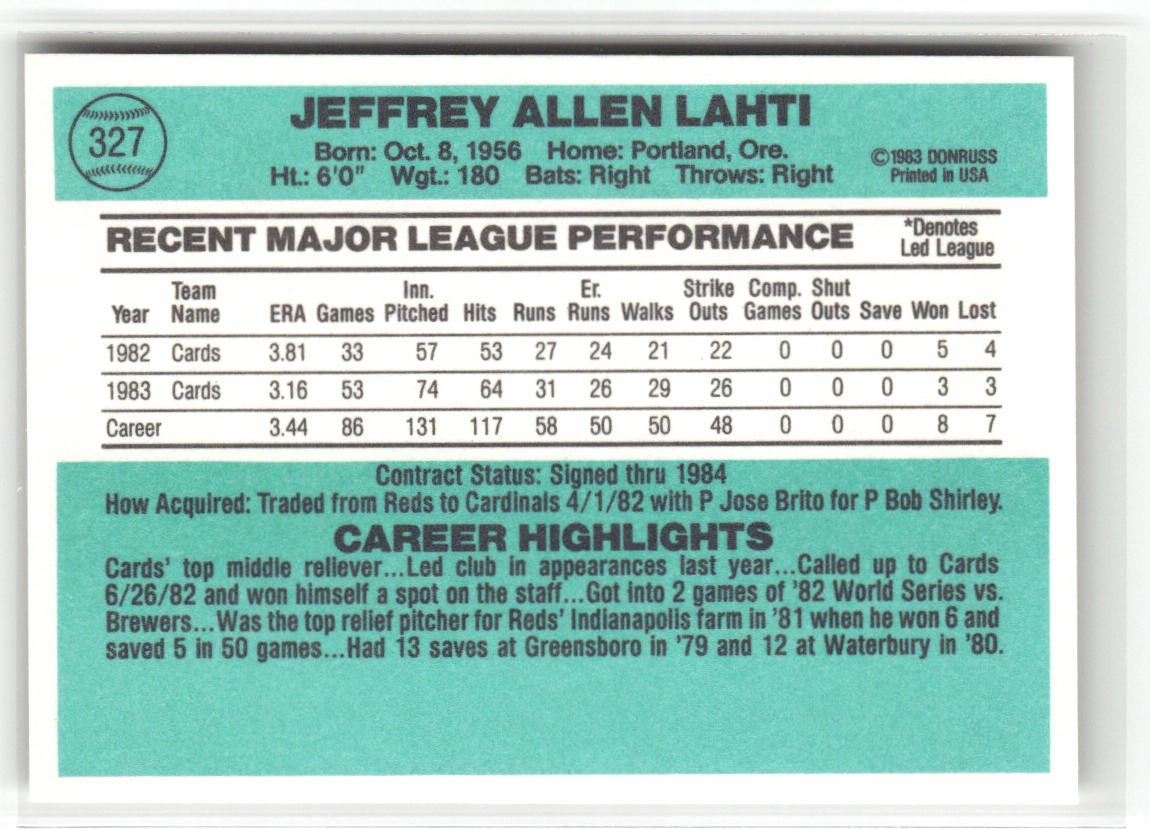 327
JEFFREY ALLEN LAHTI
Born: Oct. 8, 1956 Home: Portland, Ore.
Ht.: 6'0" Wgt.: 180 Bats: Right Throws: Right
©1983 DONRUSS
Printed in USA
RECENT MAJOR LEAGUE PERFORMANCE
*Denotes
Led League
Team Inn. Er. Strike Comp. Shut
Year Name ERA Games Pitched Hits Runs Runs Walks Outs Games Outs Save Won Lost
1982 Cards 3.81 33 57 53 27 24 21 22 0 0 0 5 4
1983 Cards 3.16 53 74 64 31 26 29 26 0 0 0 3 3
Career 3.44 86 131 117 58 50 50 48 0 0 0 8 7
Contract Status: Signed thru 1984
How Acquired: Traded from Reds to Cardinals 4/1/82 with P Jose Brito for P Bob Shirley.
CAREER HIGHLIGHTS
Cards' top middle reliever...Led club in appearances last year...Called up to Cards
6/26/82 and won himself a spot on the staff...Got into 2 games of '82 World Series vs.
Brewers...Was the top relief pitcher for Reds' Indianapolis farm in '81 when he won 6 and
saved 5 in 50 games...Had 13 saves at Greensboro in '79 and 12 at Waterbury in '80.